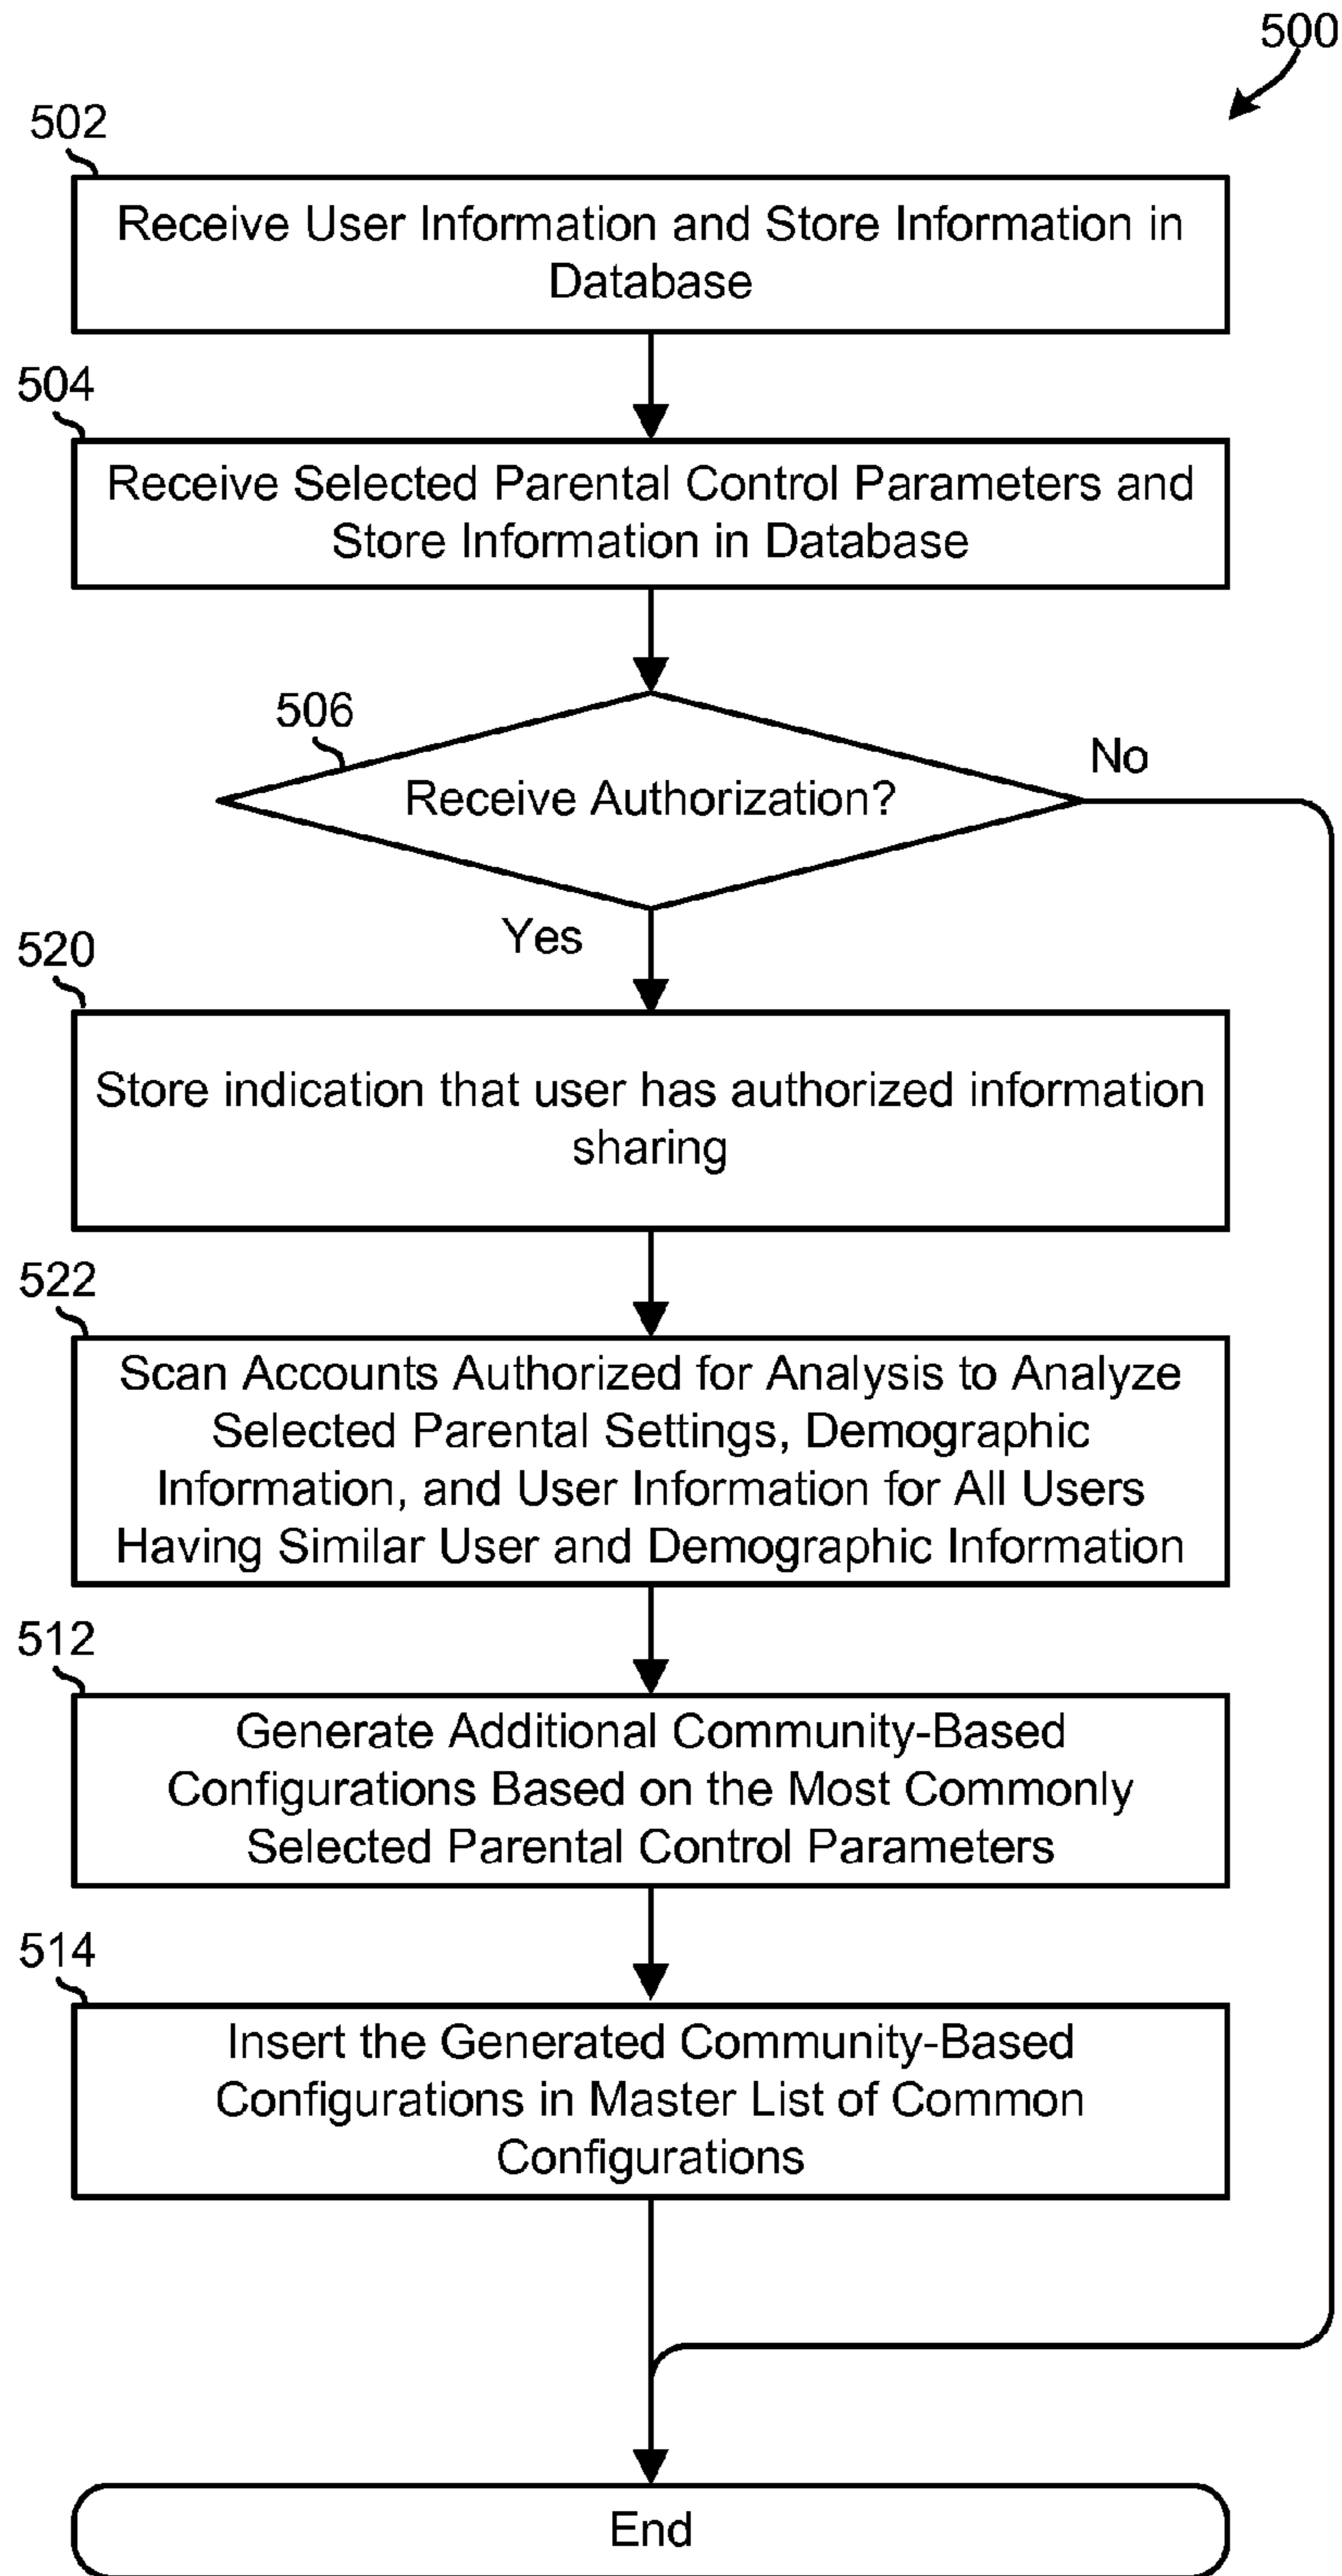 500
502
Receive User Information and Store Information in
Database
504
Receive Selected Parental Control Parameters and
Store Information in Database
506
Receive Authorization?
No
Yes
520
Store indication that user has authorized information
sharing
522
Scan Accounts Authorized for Analysis to Analyze
Selected Parental Settings, Demographic
Information, and User Information for All Users
Having Similar User and Demographic Information
512
Generate Additional Community-Based
Configurations Based on the Most Commonly
Selected Parental Control Parameters
514
Insert the Generated Community-Based
Configurations in Master List of Common
Configurations
End